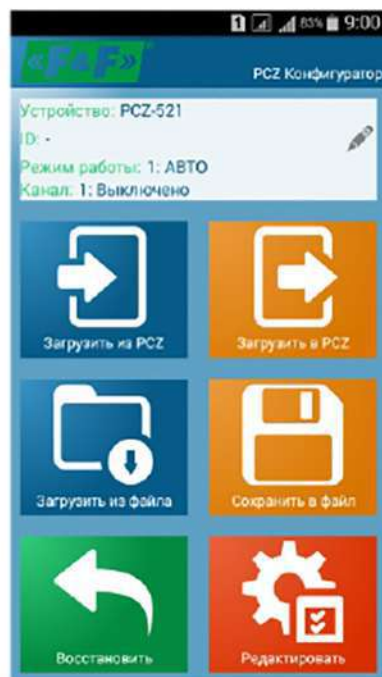 83% 9:00
«F&F»
PCZ Конфигуратор
Устройство: PCZ-521
ID: -
Режим работы: 1: АВТО
Канал: 1: Выключено
Загрузить из PCZ
Загрузить в PCZ
Загрузить из файла
Сохранить в файл
Восстановить
Редактировать